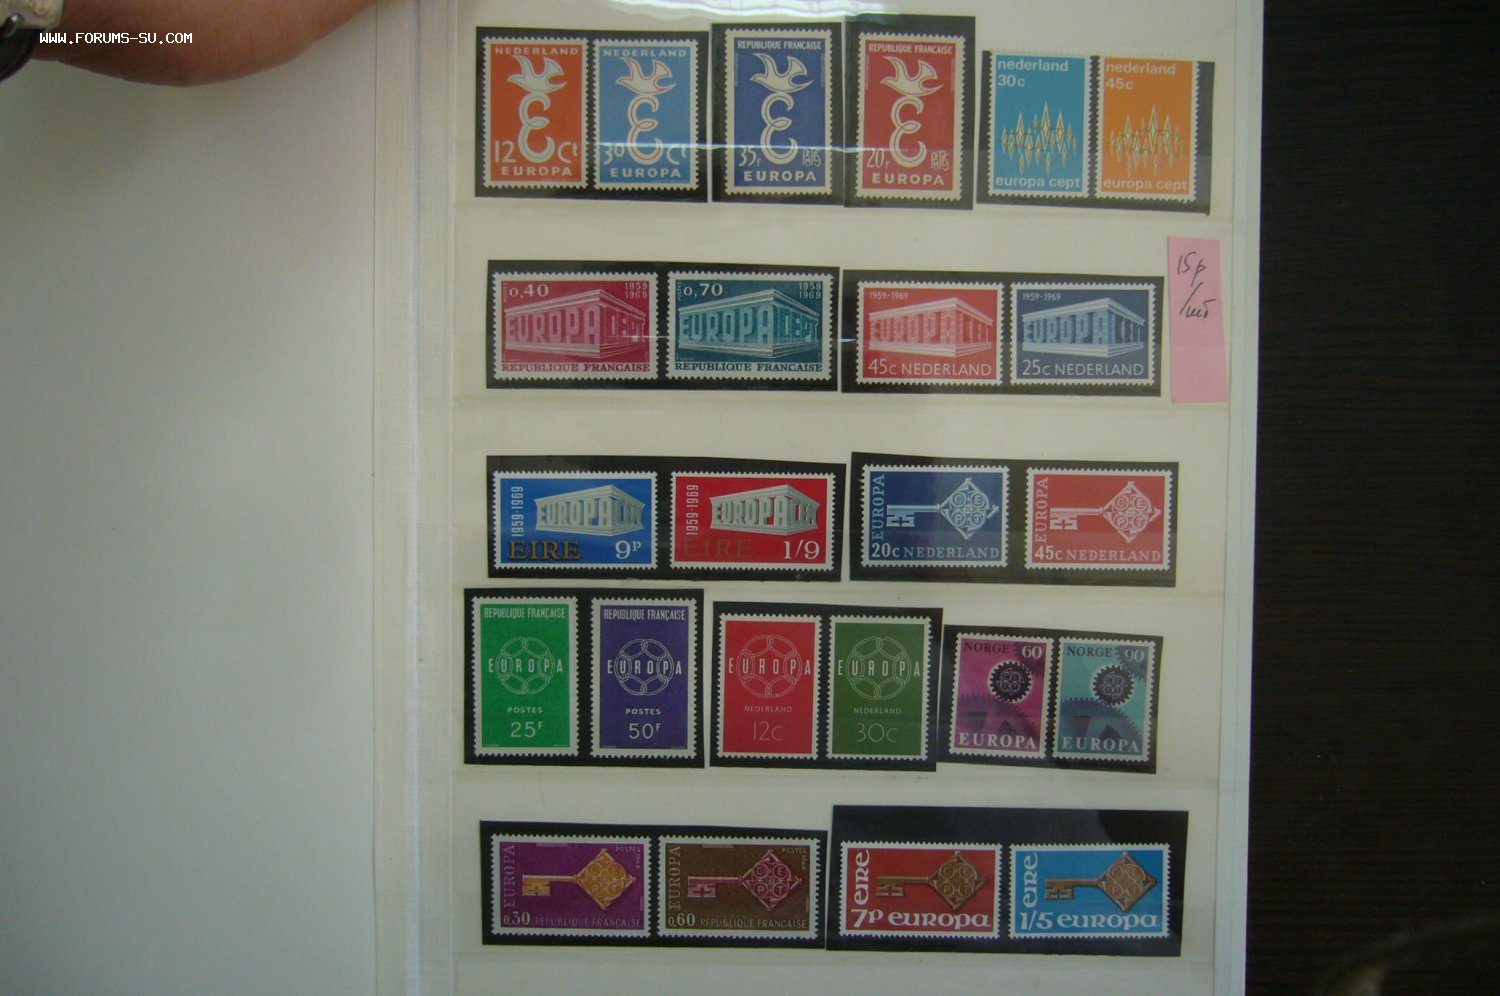 WWW.FORUMS-SU.COM
NEDERLAND
12 Ct
EUROPA
NEDERLAND
30 Ct
EUROPA
REPUBLIQUE FRANÇAISE
35F
EUROPA
REPUBLIQUE FRANÇAISE
20F
EUROPA
nederland
30c
europa cept
nederland
45c
europa cept
0,40
1959
1969
EUROPA CEPT
REPUBLIQUE FRANÇAISE
0,70
1959
1969
EUROPA CEPT
REPUBLIQUE FRANÇAISE
1959-1969
EUROPA
45c NEDERLAND
1959-1969
EUROPA
25c NEDERLAND
15p
1959-1969
EUROPA
EIRE 9P
1959-1969
EUROPA
EIRE 1/9
EUROPA
CEPT
20c NEDERLAND
EUROPA
CEPT
45c NEDERLAND
REPUBLIQUE FRANÇAISE
EUROPA
POSTES
25F
REPUBLIQUE FRANÇAISE
EUROPA
POSTES
50F
EUROPA
NEDERLAND
12c
EUROPA
NEDERLAND
30c
NORGE 60
EUROPA
NORGE 90
EUROPA
EUROPA
POSTES 1968
CEPT
0,30 REPUBLIQUE FRANÇAISE
EUROPA
POSTES 1968
CEPT
0,60 REPUBLIQUE FRANÇAISE
éire
CEPT
7p europa
éire
CEPT
1/5 europa